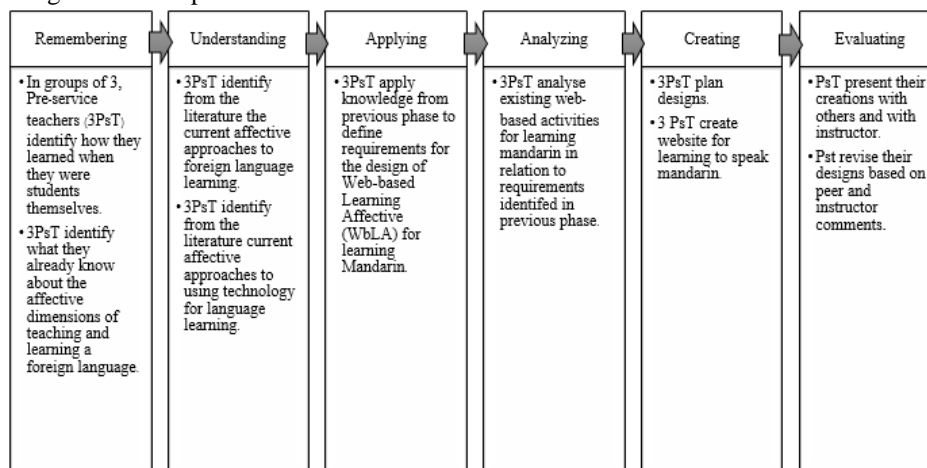 Remembering
• In groups of 3,
Pre-service
teachers (3PsT)
identify how they
learned when
they were
students
themselves.
• 3PsT identify
what they
already know
about the
affective
dimensions of
teaching and
learning a
foreign language.
Understanding
• 3PsT identify
from the
literature the
current affective
approaches to
foreign language
learning.
• 3PsT identify
from the
literature current
affective
approaches to
using technology
for language
learning.
Applying
• 3PsT apply
knowledge from
previous phase to
define
requirements for
the design of
Web-based
Learning
Affective
(WbLA) for
learning
Mandarin.
Analyzing
• 3PsT analyse
existing web-
based activities
for learning
mandarin in
relation to
requirements
identifed in
previous phase.
Creating
• 3PsT plan
designs.
• 3 PsT create
website for
learning to speak
mandarin.
Evaluating
• PsT present their
creations with
others and with
instructor.
• Pst revise their
designs based on
peer and
instructor
comments.